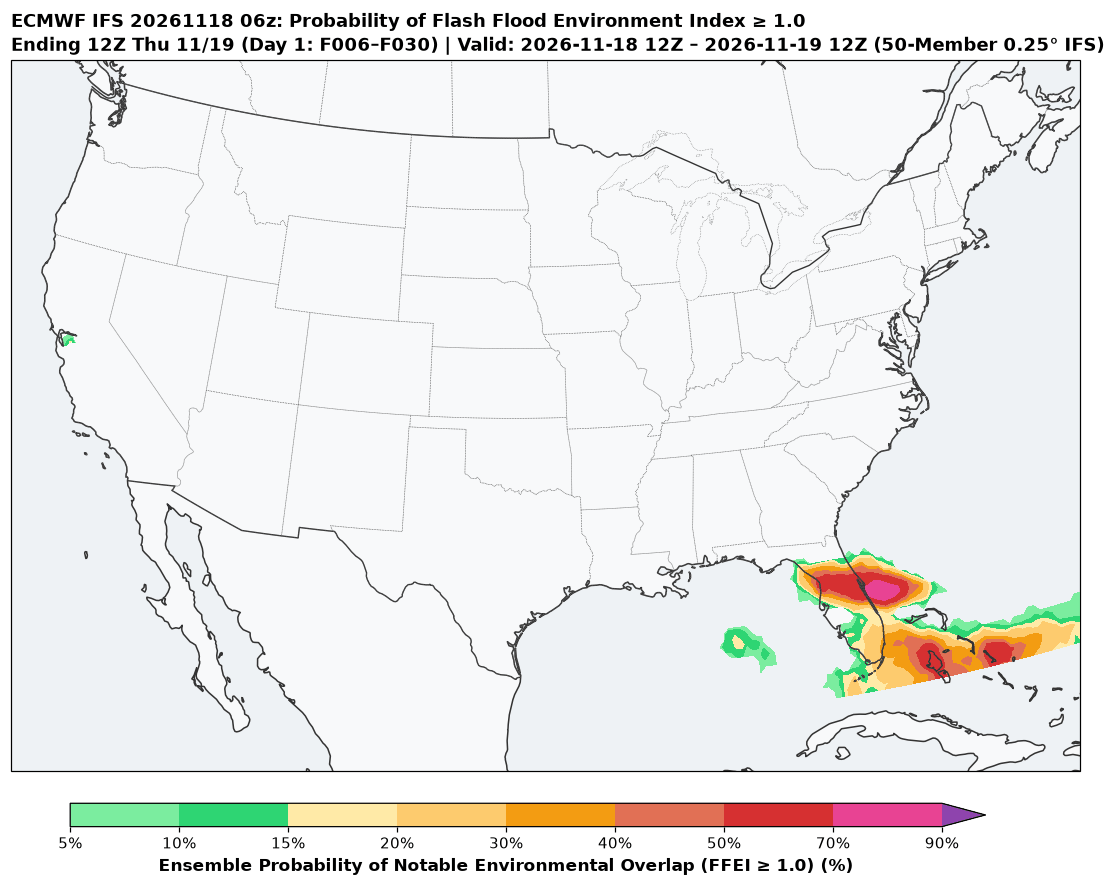 ECMWF IFS 20261118 06z: Probability of Flash Flood Environment Index ≥ 1.0
Ending 12Z Thu 11/19 (Day 1: F006–F030) | Valid: 2026-11-18 12Z – 2026-11-19 12Z (50-Member 0.25° IFS)
5% 10% 15% 20% 30% 40% 50% 70% 90%
Ensemble Probability of Notable Environmental Overlap (FFEI ≥ 1.0) (%)